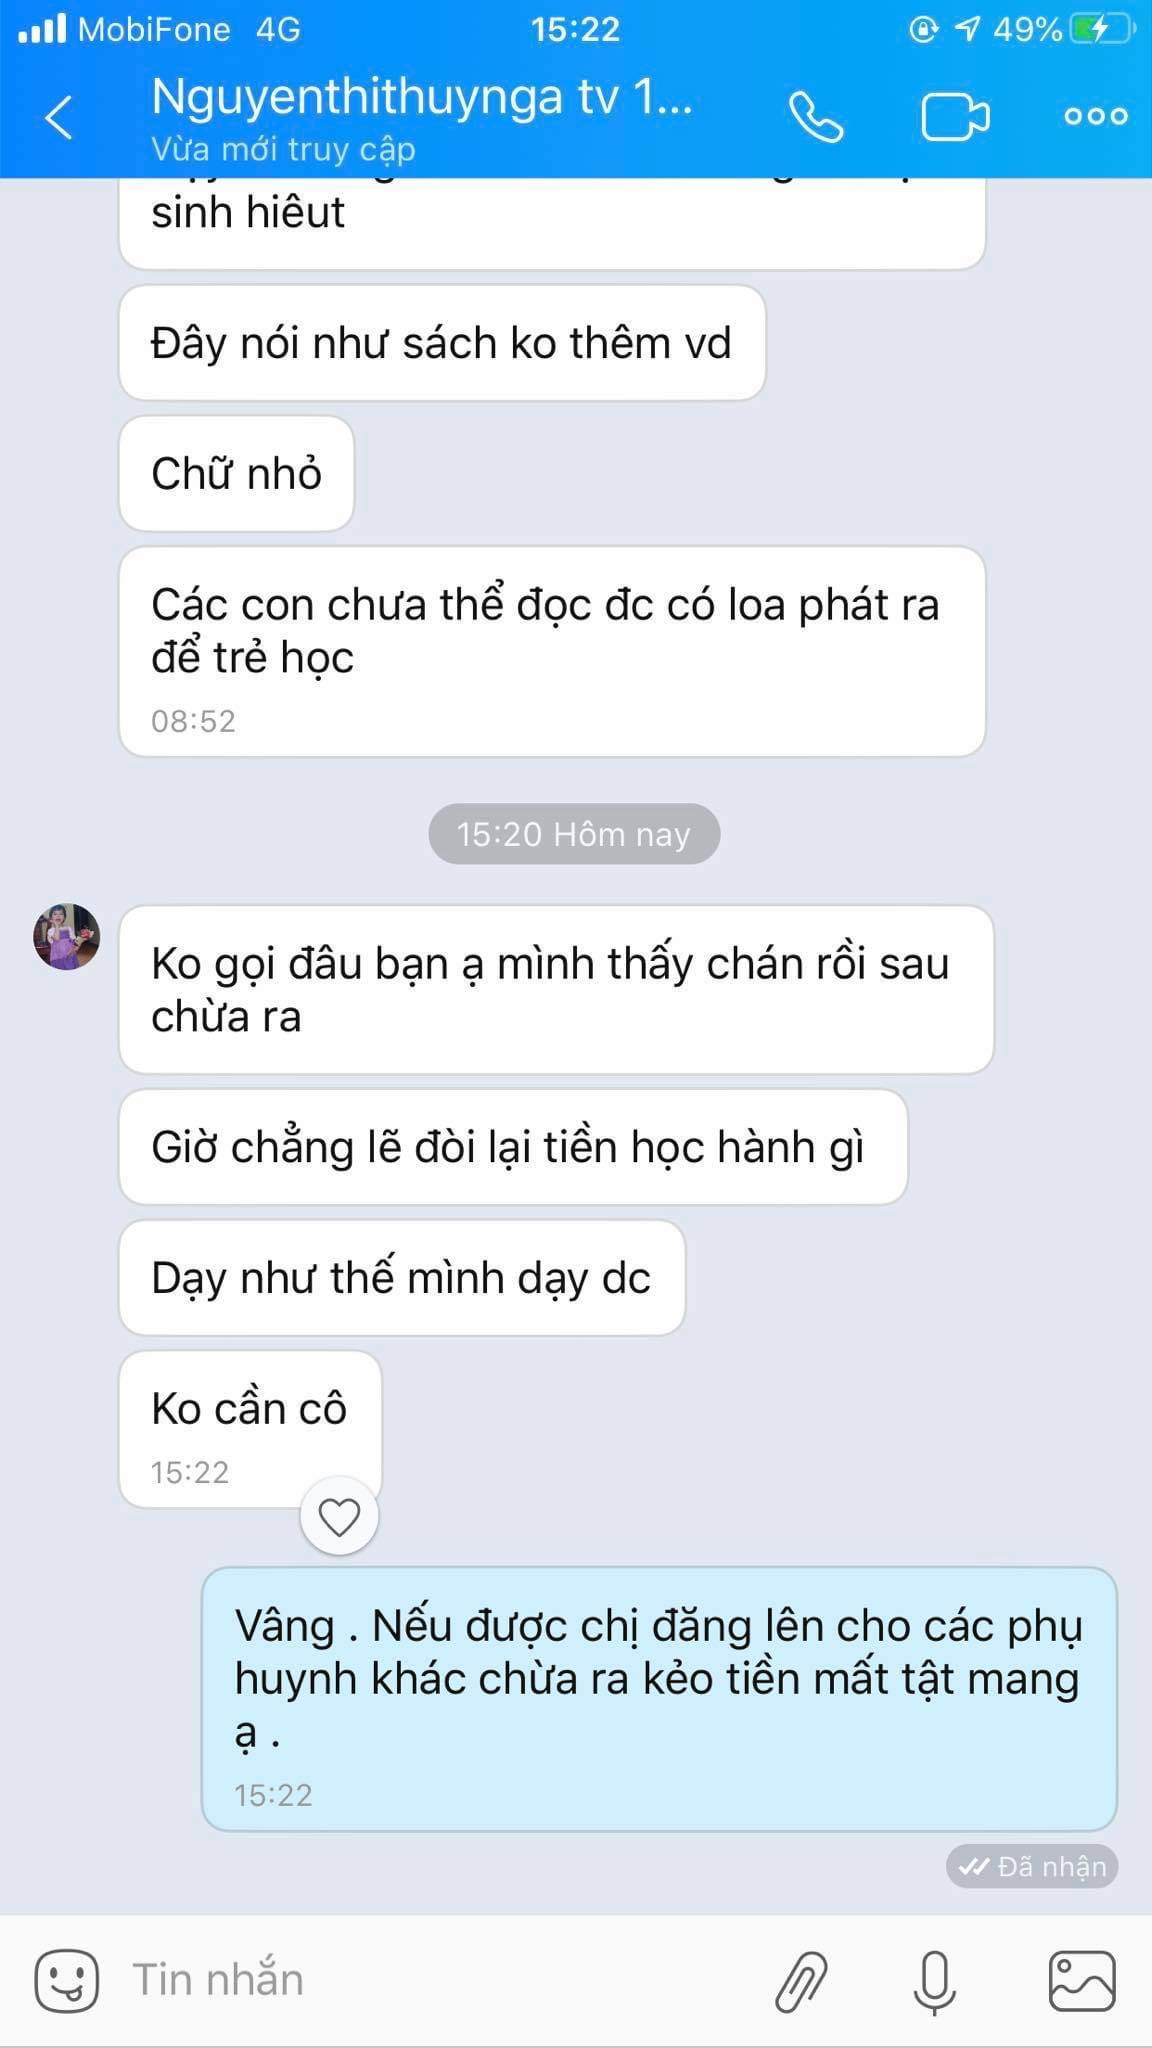 MobiFone 4G 15:22 49%
Nguyenthithuynga tv 1...
Vừa mới truy cập
sinh hiêut
Đây nói như sách ko thêm vd
Chữ nhỏ
Các con chưa thể đọc đc có loa phát ra
để trẻ học
08:52
15:20 Hôm nay
Ko gọi đâu bạn ạ mình thấy chán rồi sau
chừa ra
Giờ chẳng lẽ đòi lại tiền học hành gì
Dạy như thế mình dạy dc
Ko cần cô
15:22
Vâng . Nếu được chị đăng lên cho các phụ
huynh khác chừa ra kẻo tiền mất tật mang
ạ .
15:22
Đã nhận
Tin nhắn